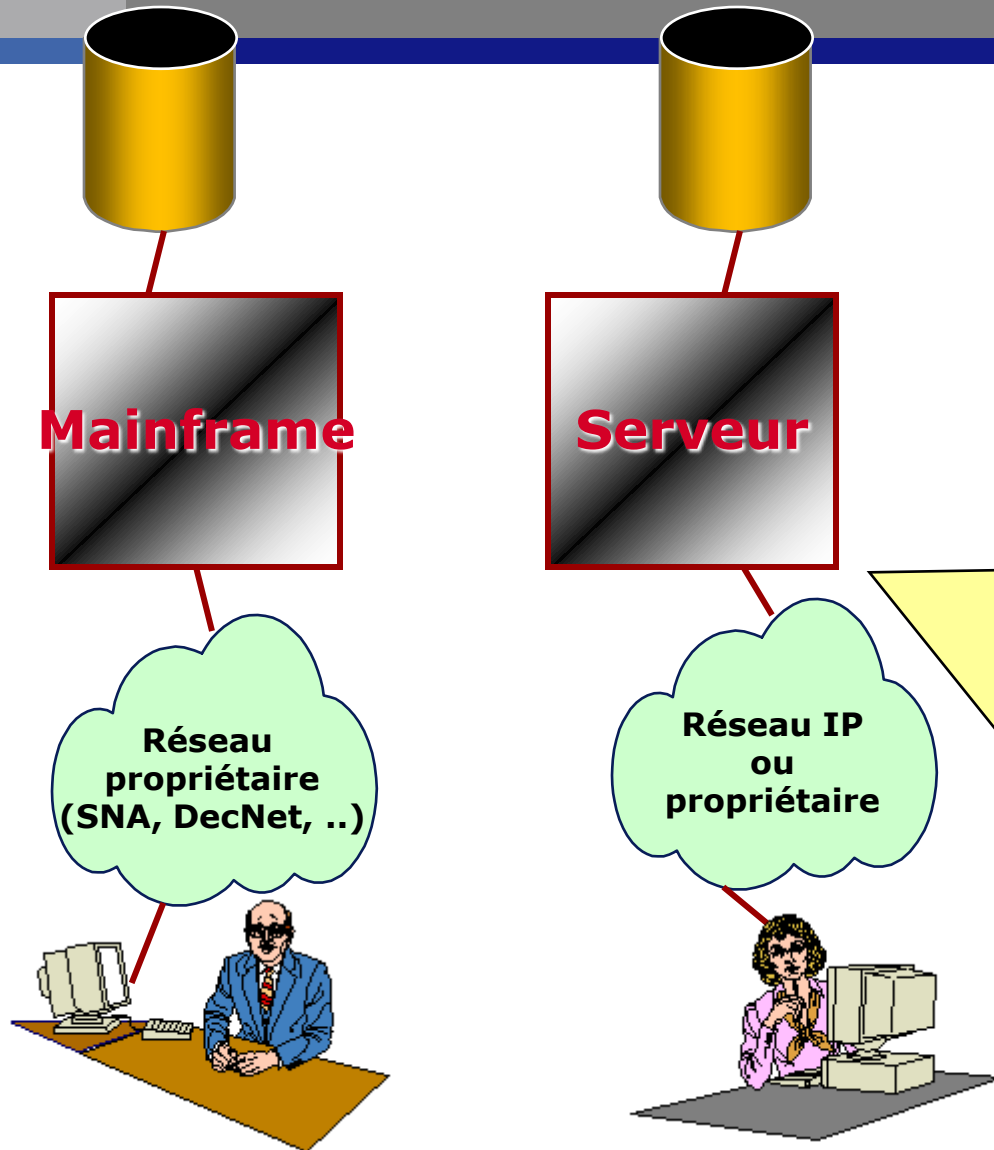 Mainframe
Serveur
Réseau
propriétaire
(SNA, DecNet, ..)
Réseau IP
ou
propriétaire